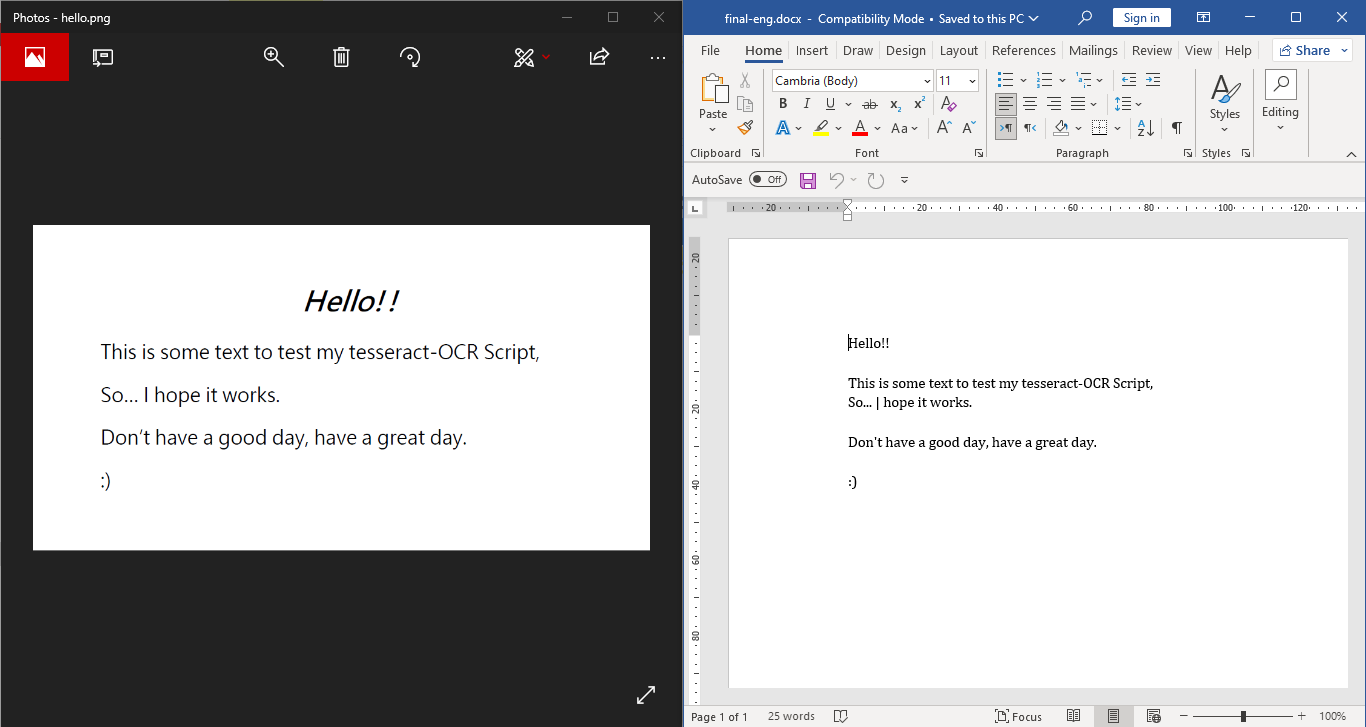 Photos - hello.png
Hello!!
This is some text to test my tesseract-OCR Script,
So... I hope it works.
Don’t have a good day, have a great day.
:)
final-eng.docx - Compatibility Mode • Saved to this PC
Sign in
File Home Insert Draw Design Layout References Mailings Review View Help Share
Cambria (Body) 11
Paste
B I U ab x₂ x² A
A A Aa A A
A Z ¶
Styles
Editing
Clipboard Font Paragraph Styles
AutoSave Off
L 20 20 40 60 80 100 120
20
20
40
60
80
Hello!!
This is some text to test my tesseract-OCR Script,
So... | hope it works.
Don't have a good day, have a great day.
:)
Page 1 of 1 25 words Focus 100%